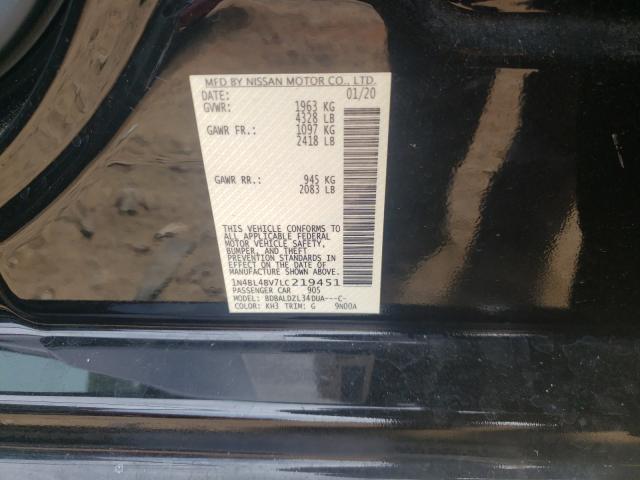 MFD BY NISSAN MOTOR CO., LTD.
DATE: 01/20
GVWR: 1963 KG
4328 LB
GAWR FR.: 1097 KG
2418 LB
GAWR RR.: 945 KG
2083 LB
THIS VEHICLE CONFORMS TO
ALL APPLICABLE FEDERAL
MOTOR VEHICLE SAFETY,
BUMPER, AND THEFT
PREVENTION STANDARDS IN
EFFECT ON THE DATE OF
MANUFACTURE SHOWN ABOVE.
1N4BL4BV7LC219451
PASSENGER CAR 905
MODEL: BDBALDZL34DUA---C-
COLOR: KH3 TRIM: G 9N00A